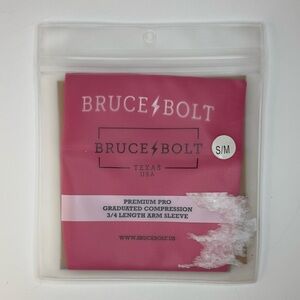 BRUCE BOLT
BRUCE BOLT
S/M
TEXAS
USA
PREMIUM PRO
GRADUATED COMPRESSION
3/4 LENGTH ARM SLEEVE
WWW.BRUCEBOLT.US